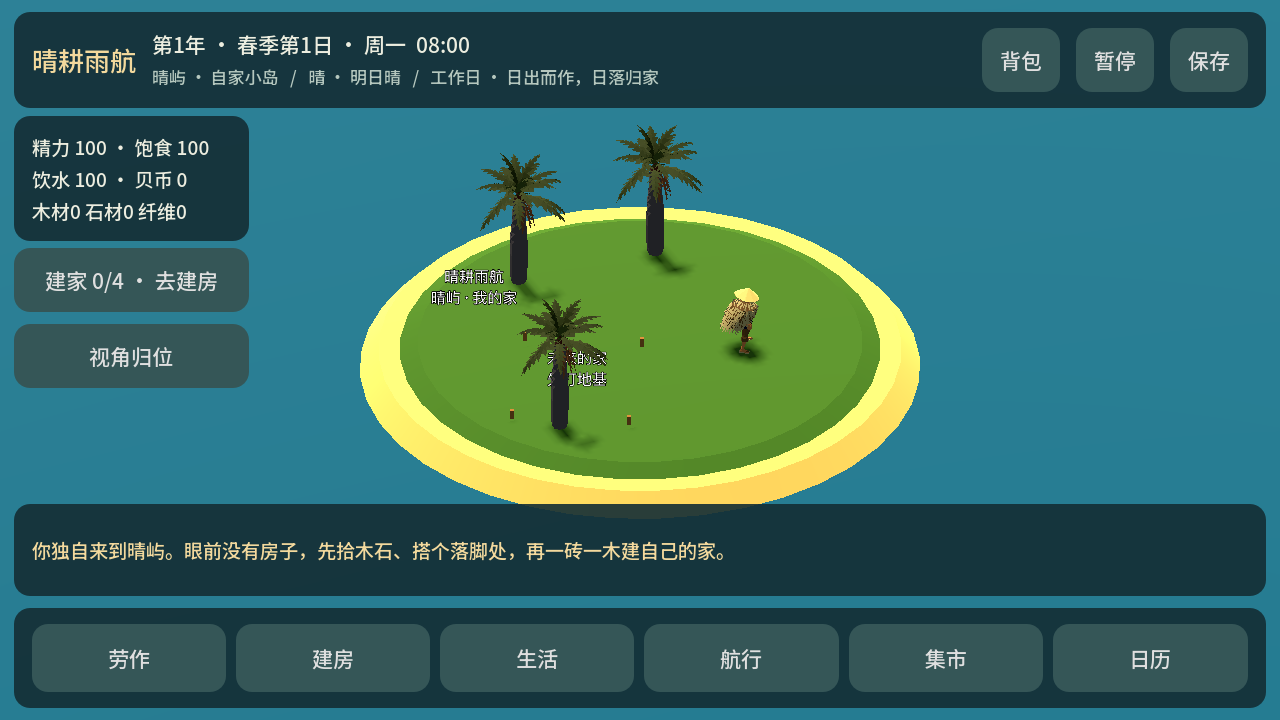 晴耕雨航
第1年 · 春季第1日 · 周一 08:00
晴屿 · 自家小岛 / 晴 · 明日晴 / 工作日 · 日出而作，日落归家
背包
暂停
保存
精力 100 · 饱食 100
饮水 100 · 贝币 0
木材0 石材0 纤维0
建家 0/4 · 去建房
视角归位
晴耕雨航
晴屿 · 我的家
的家
地基
你独自来到晴屿。眼前没有房子，先拾木石、搭个落脚处，再一砖一木建自己的家。
劳作
建房
生活
航行
集市
日历